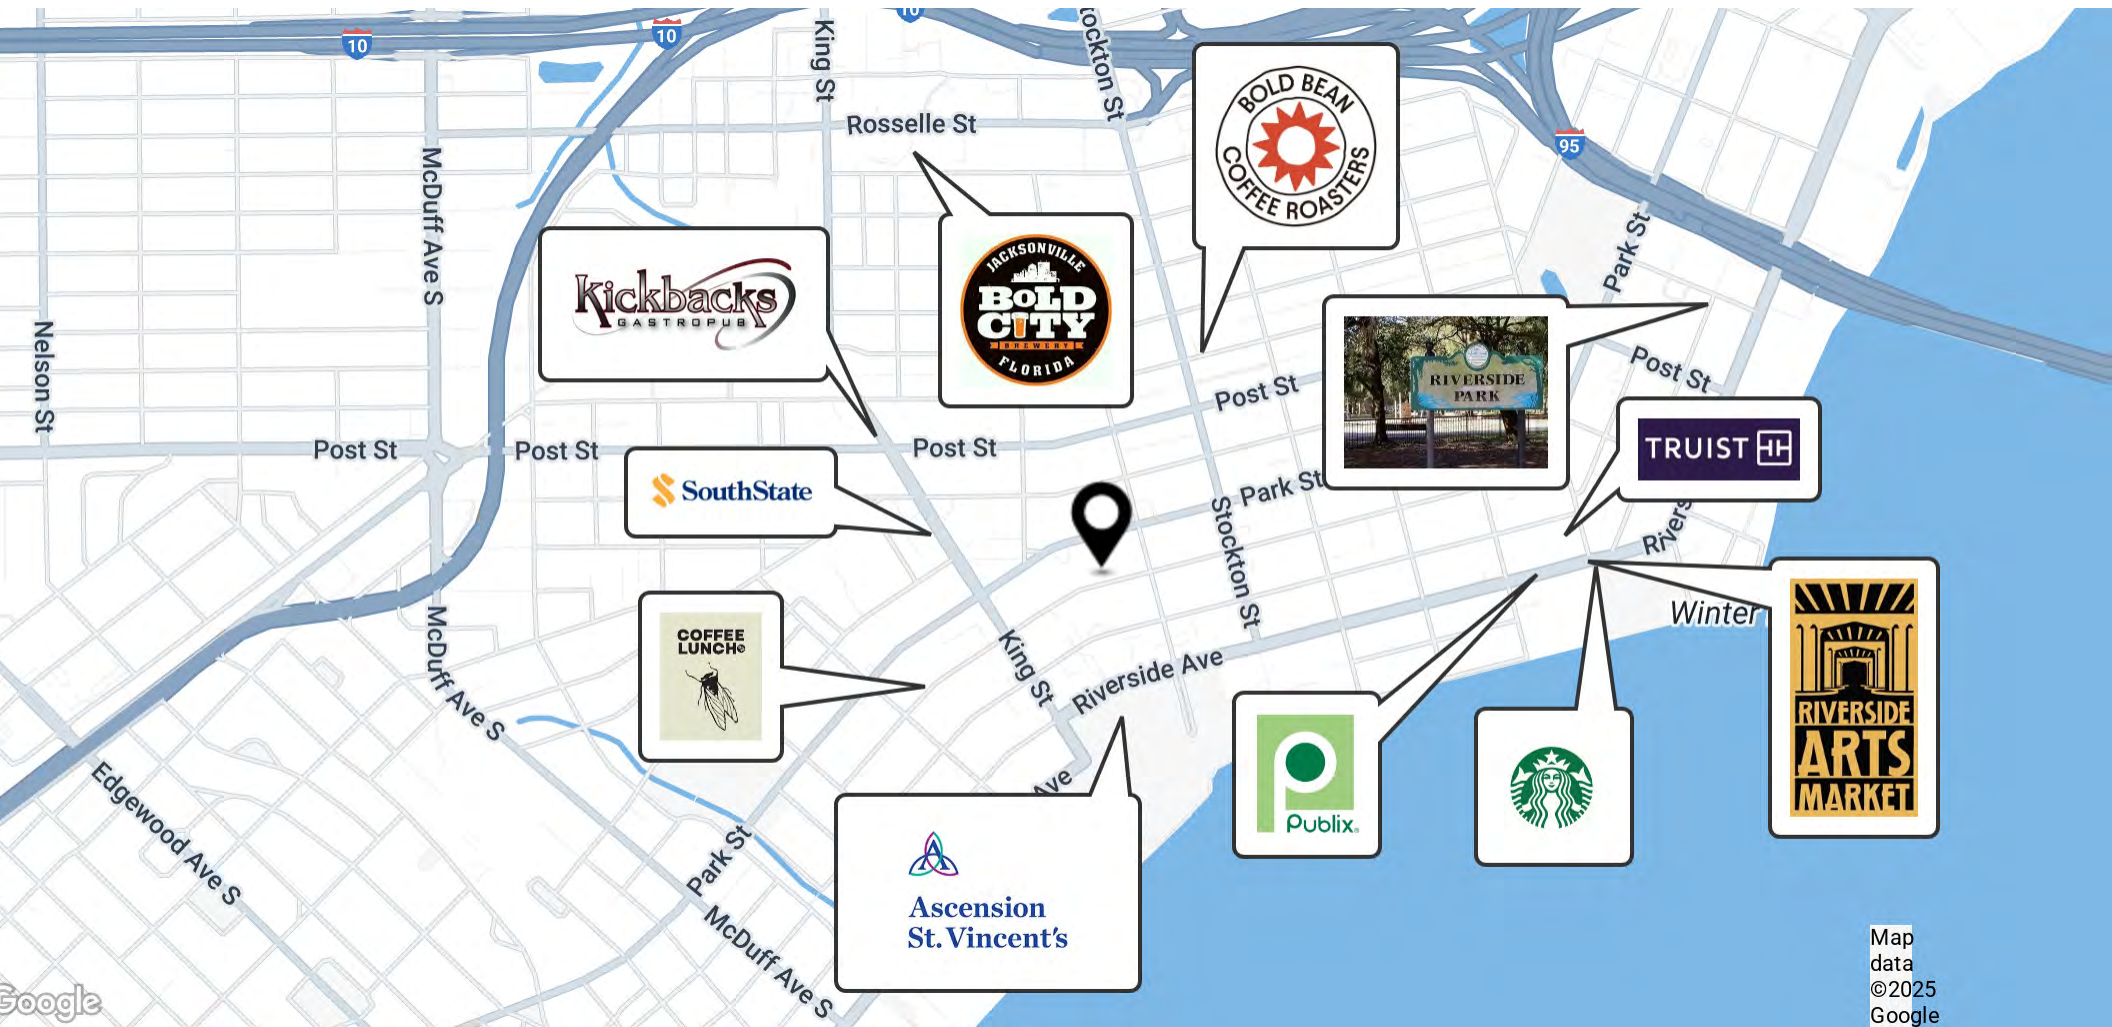 10
10
10
King St
Stockton St
BOLD BEAN
COFFEE ROASTERS
Rosselle St
95
McDuff Ave S
Park St
Kickbacks
GASTROPUB
JACKSONVILLE
BOLD
CITY
BREWERY
FLORIDA
Nelson St
RIVERSIDE
PARK
Post St
Post St
Post St
Post St
Post St
TRUIST
SouthState
Park St
Stockton St
Rivers
Winter
COFFEE
LUNCH
McDuff Ave S
King St
Riverside Ave
RIVERSIDE
ARTS
MARKET
Publix
Ave
Edgewood Ave S
Park St
Ascension
St. Vincent's
McDuff Ave S
Google
Map
data
©2025
Google